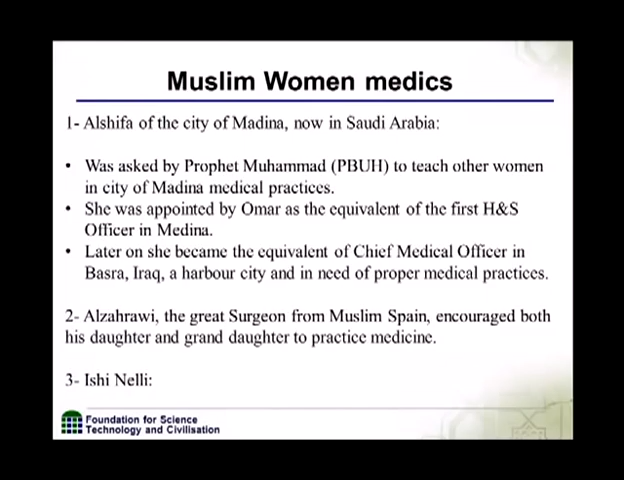 Muslim Women medics
1- Alshifa of the city of Madina, now in Saudi Arabia:
• Was asked by Prophet Muhammad (PBUH) to teach other women
in city of Madina medical practices.
• She was appointed by Omar as the equivalent of the first H&S
Officer in Medina.
• Later on she became the equivalent of Chief Medical Officer in
Basra, Iraq, a harbour city and in need of proper medical practices.
2- Alzahrawi, the great Surgeon from Muslim Spain, encouraged both
his daughter and grand daughter to practice medicine.
3- Ishi Nelli:
Foundation for Science
Technology and Civilisation